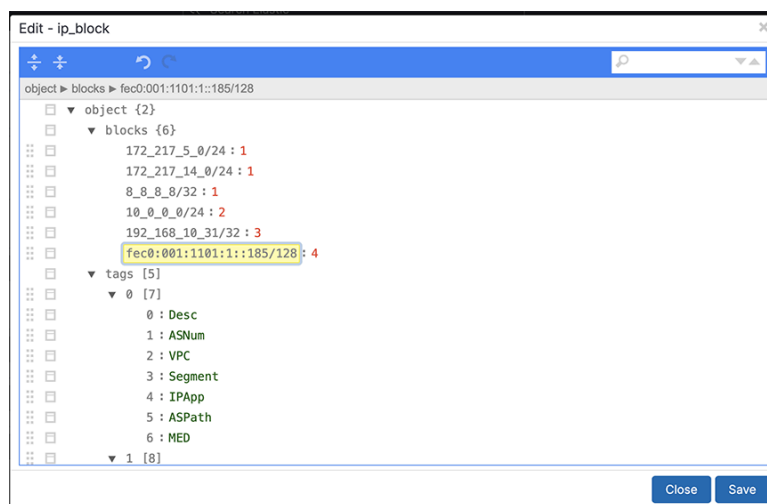 Edit - ip_block
object ▶ blocks ▶ fec0:001:1101:1::185/128
object {2}
blocks {6}
172_217_5_0/24 : 1
172_217_14_0/24 : 1
8_8_8_8/32 : 1
10_0_0_0/24 : 2
192_168_10_31/32 : 3
fec0:001:1101:1::185/128 : 4
tags [5]
0 [7]
0 : Desc
1 : ASNum
2 : VPC
3 : Segment
4 : IPApp
5 : ASPath
6 : MED
1 [8]
Close Save